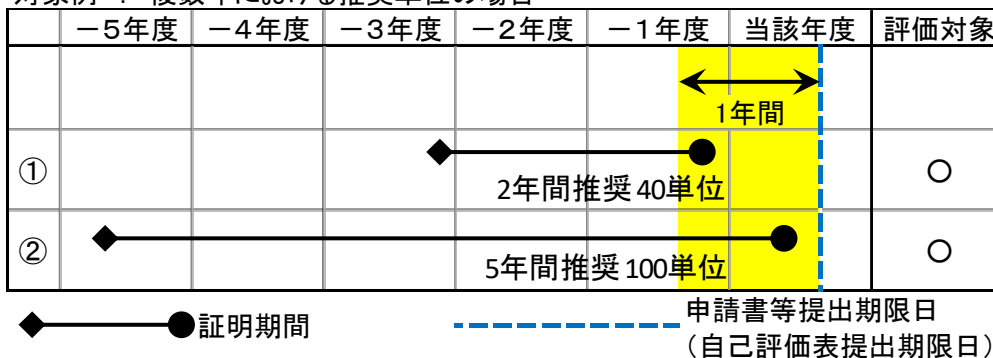 －5年度 －4年度 －3年度 －2年度 －1年度 当該年度 評価対象
1年間
① 2年間推奨 40単位 ○
② 5年間推奨 100単位 ○
証明期間
申請書等提出期限日
（自己評価表提出期限日）